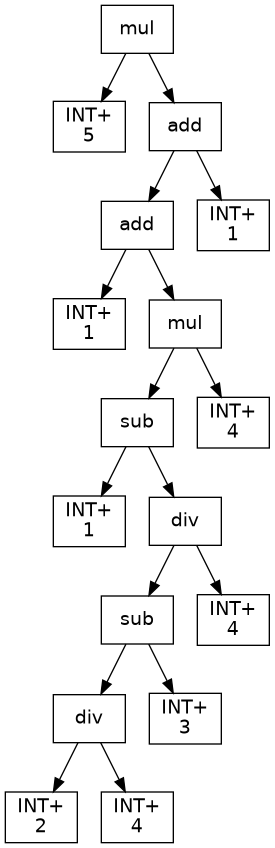 mul
INT+
5
add
add
INT+
1
INT+
1
mul
sub
INT+
4
INT+
1
div
sub
INT+
4
div
INT+
3
INT+
2
INT+
4